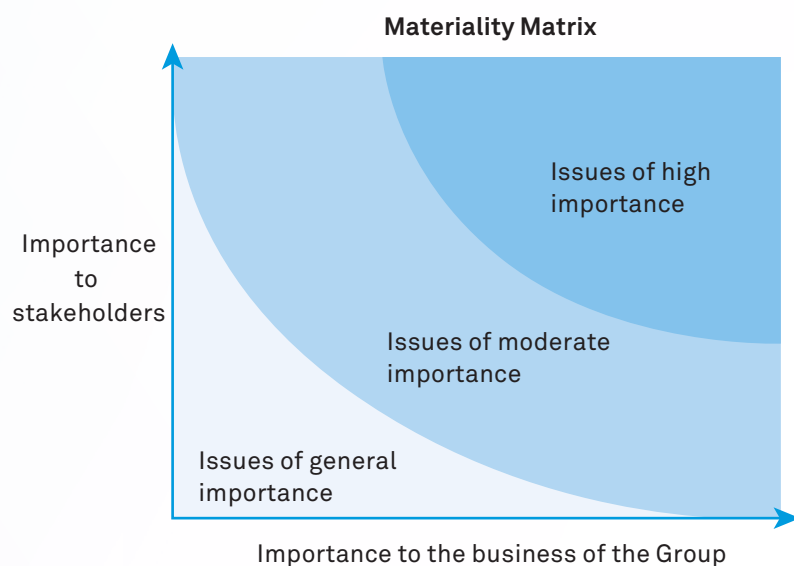 Materiality Matrix
Issues of high
importance
Importance
to
stakeholders
Issues of moderate
importance
Issues of general
importance
Importance to the business of the Group